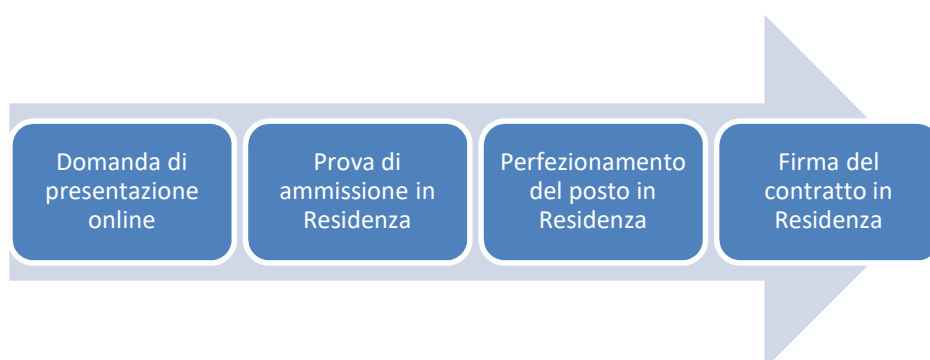 Domanda di
presentazione
online
Prova di
ammissione in
Residenza
Perfezionamento
del posto in
Residenza
Firma del
contratto in
Residenza